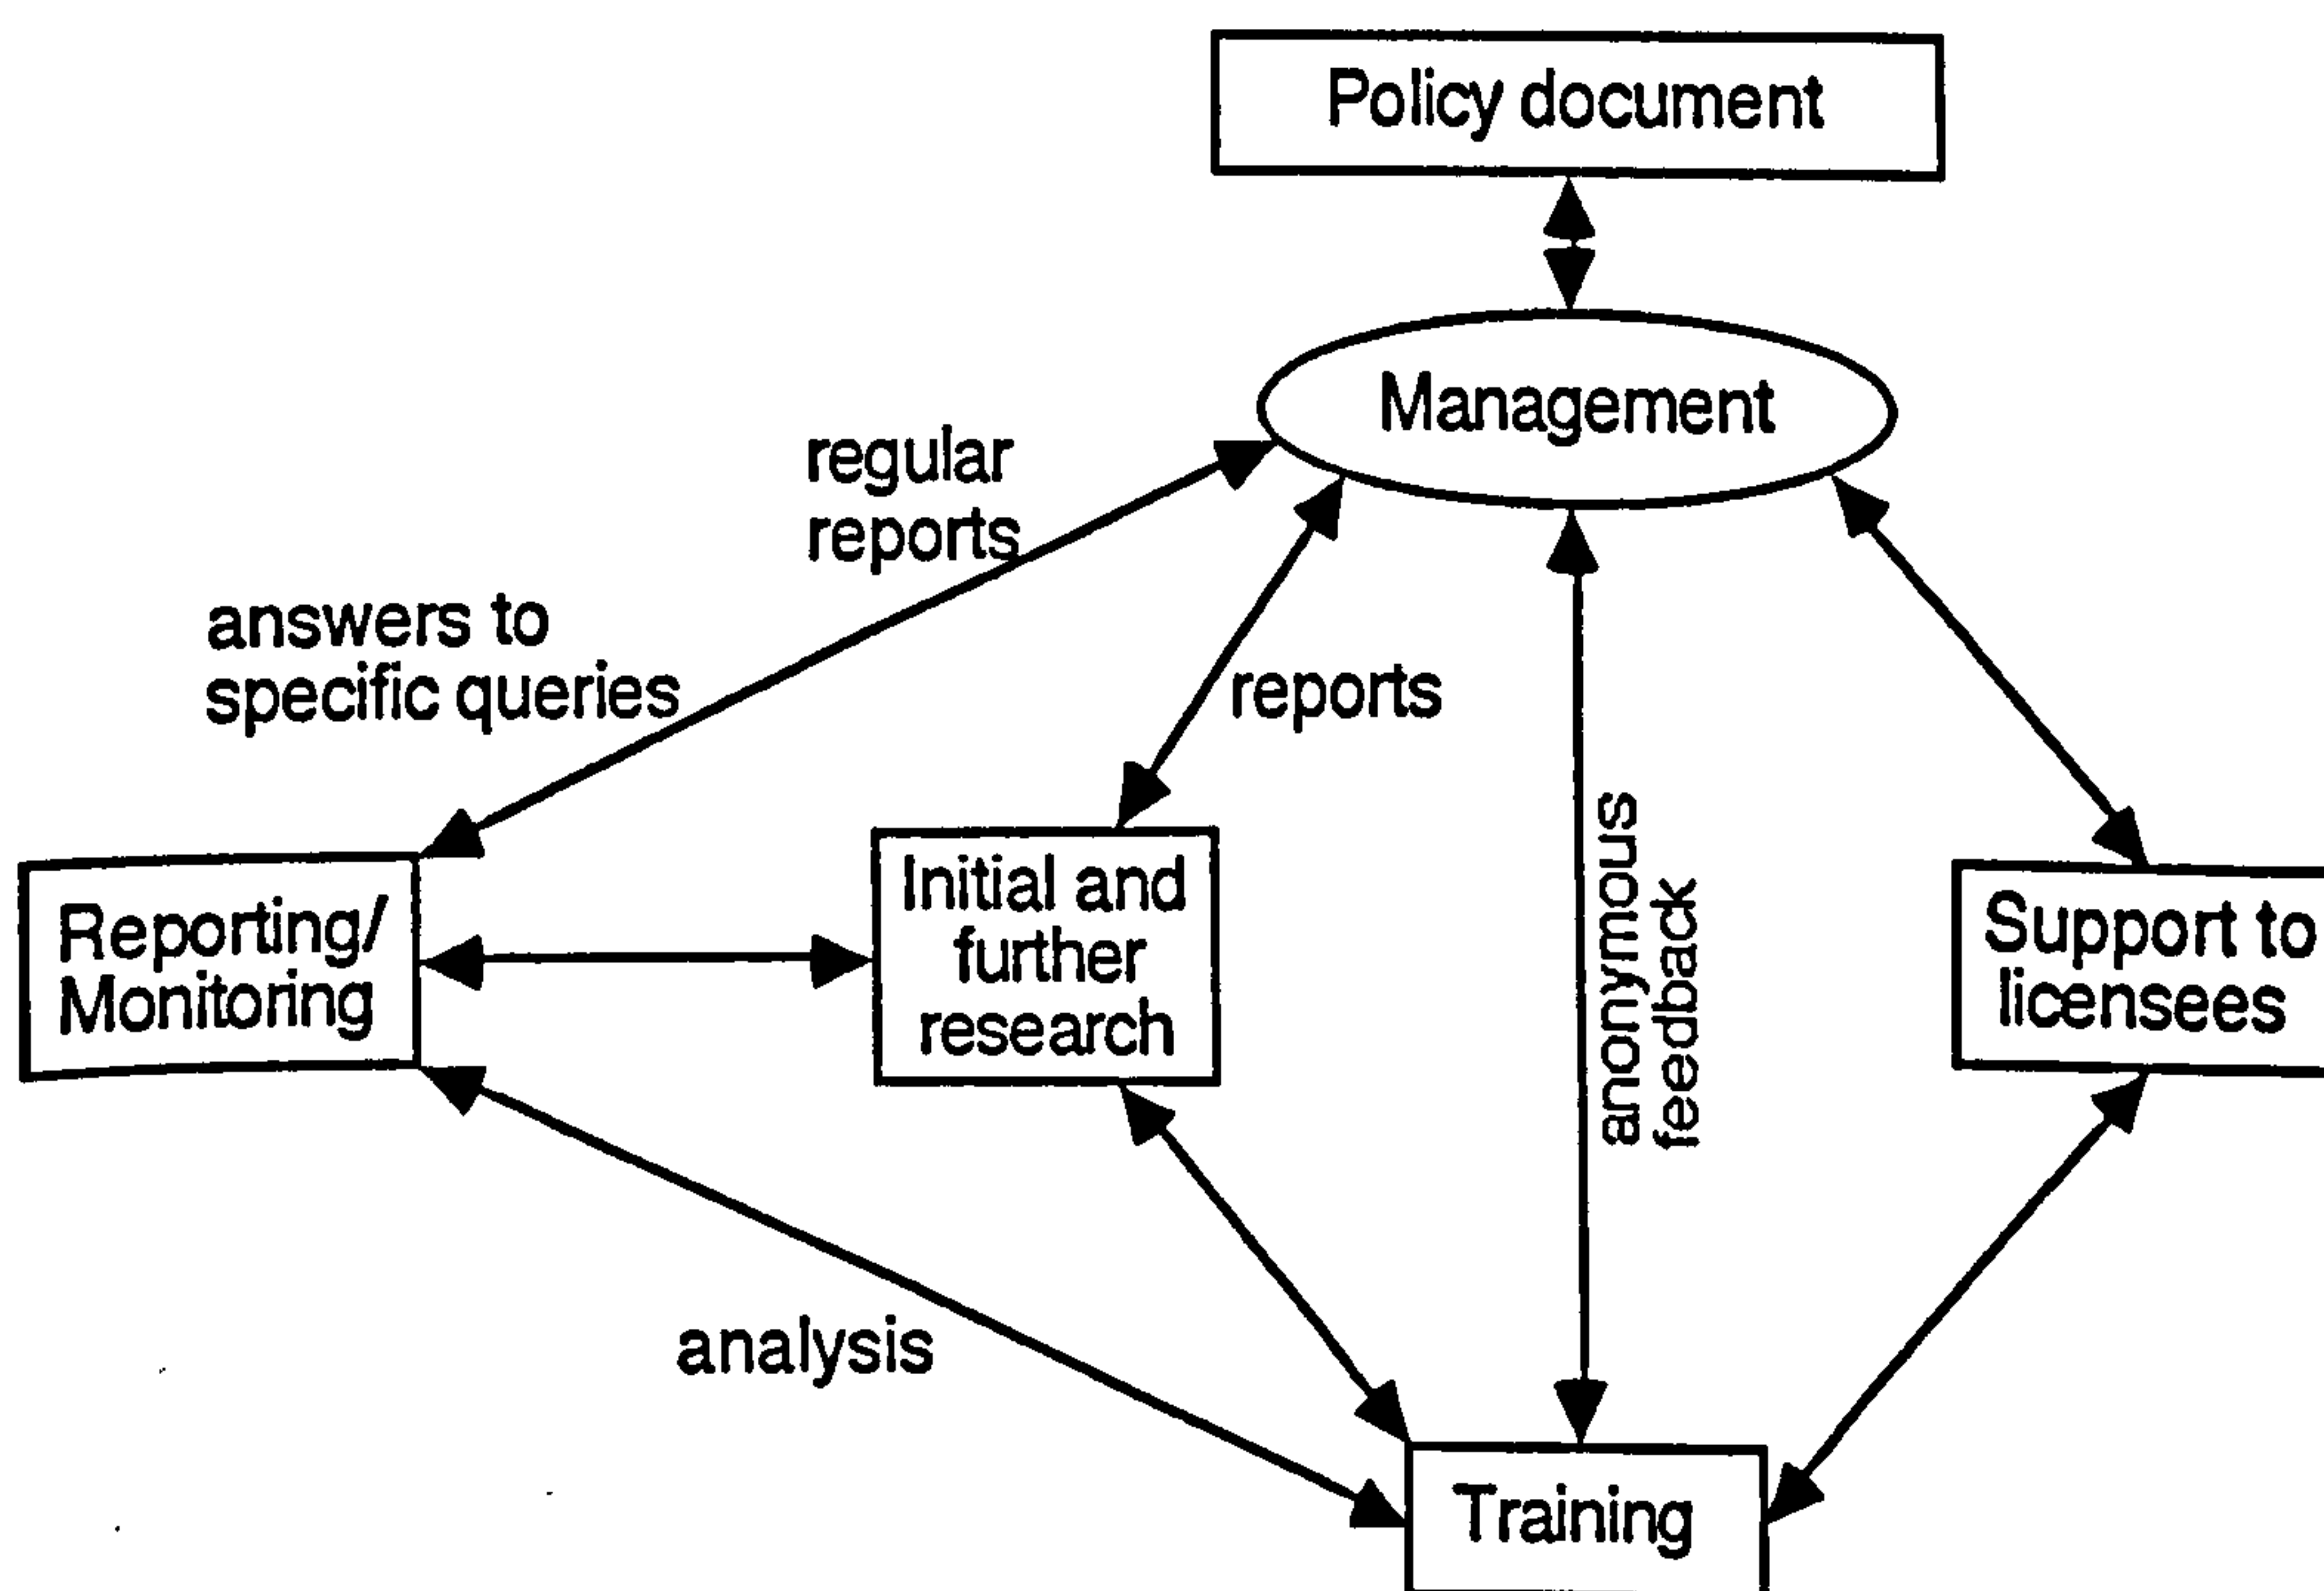 Policy document
Management
regular
reports
answers to
specific queries
reports
anonymous
feedback
Reporting/
Monitoring
Initial and
further
research
Support to
licensees
analysis
Training